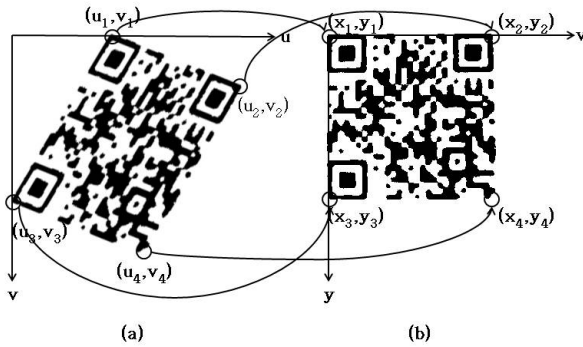 (u₁,v₁)
u
(x₁,y₁)
(x₂,y₂)
v
(u₂,v₂)
(u₃,v₃)
(u₄,v₄)
v
(x₃,y₃)
(x₄,y₄)
y
(a)
(b)